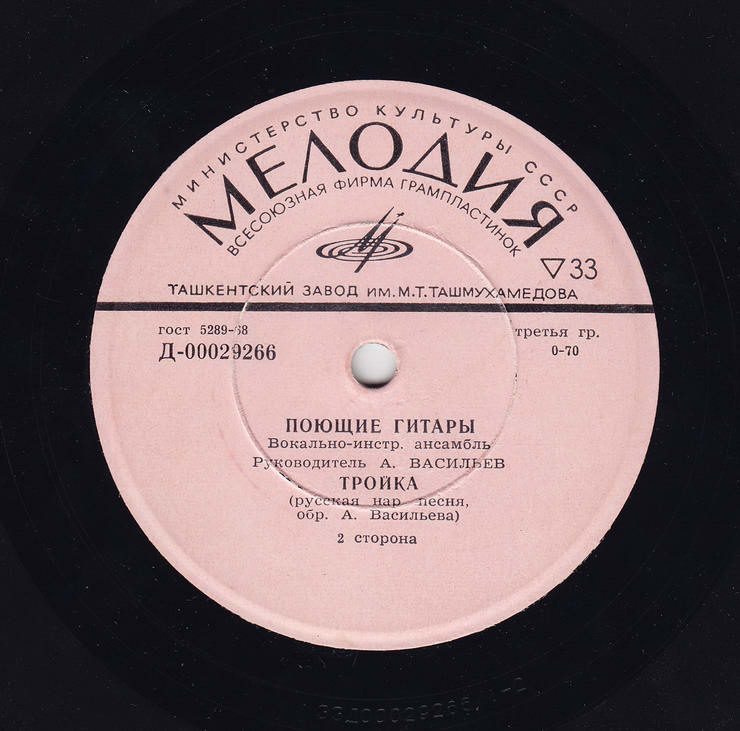 МИНИСТЕРСТВО КУЛЬТУРЫ СССР
МЕЛОДИЯ
ВСЕСОЮЗНАЯ ФИРМА ГРАМПЛАСТИНОК
▽33
ТАШКЕНТСКИЙ ЗАВОД ИМ. М.Т.ТАШМУХАМЕДОВА
гост 5289-68
третья гр.
Д-00029266
0-70
ПОЮЩИЕ ГИТАРЫ
Вокально-инстр. ансамбль
Руководитель А. ВАСИЛЬЕВ
ТРОЙКА
(русская нар песня,
обр. А. Васильева)
2 сторона